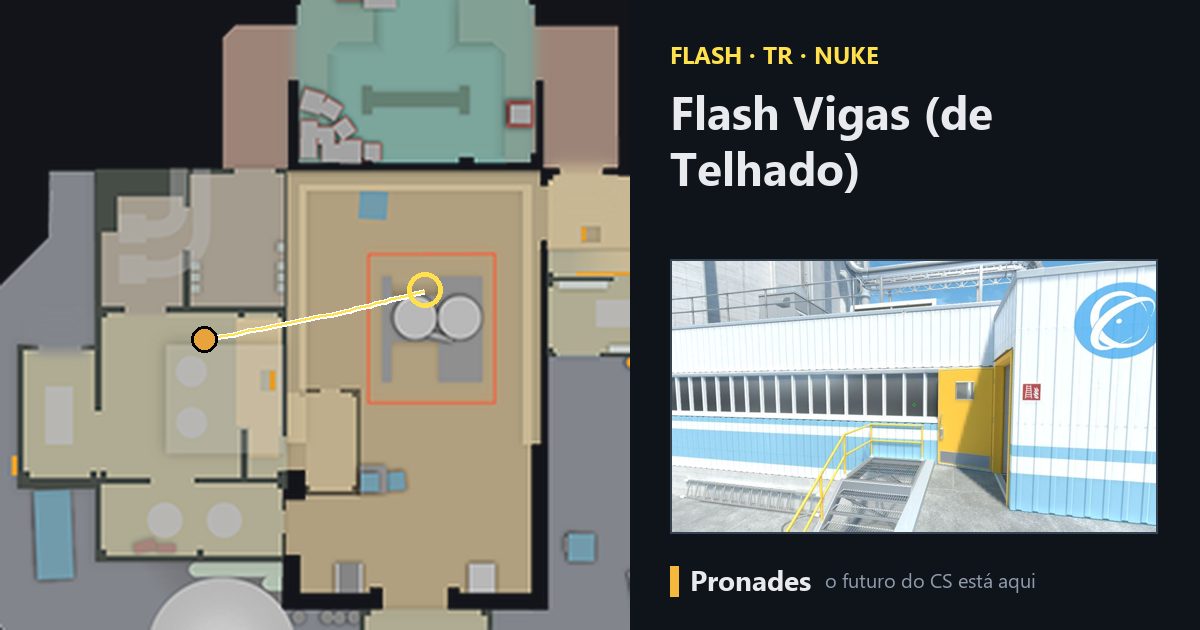 FLASH · TR · NUKE
Flash Vigas (de
Telhado)
Pronades o futuro do CS está aqui